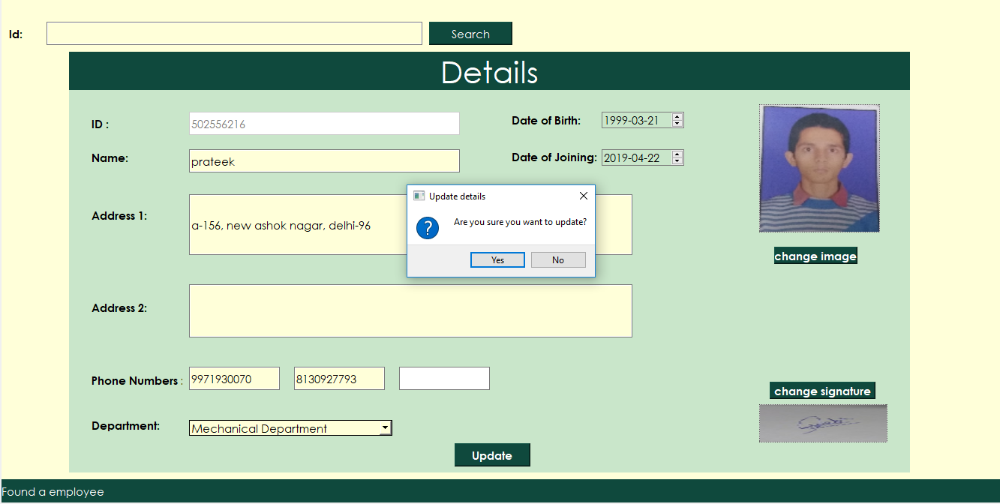 Id:
Search
Details
ID :
502556216
Date of Birth:
1999-03-21
Name:
prateek
Date of Joining:
2019-04-22
Update details
Are you sure you want to update?
Yes
No
Address 1:
a-156, new ashok nagar, delhi-96
change image
Address 2:
Phone Numbers :
9971930070
8130927793
change signature
Department:
Mechanical Department
Update
Found a employee